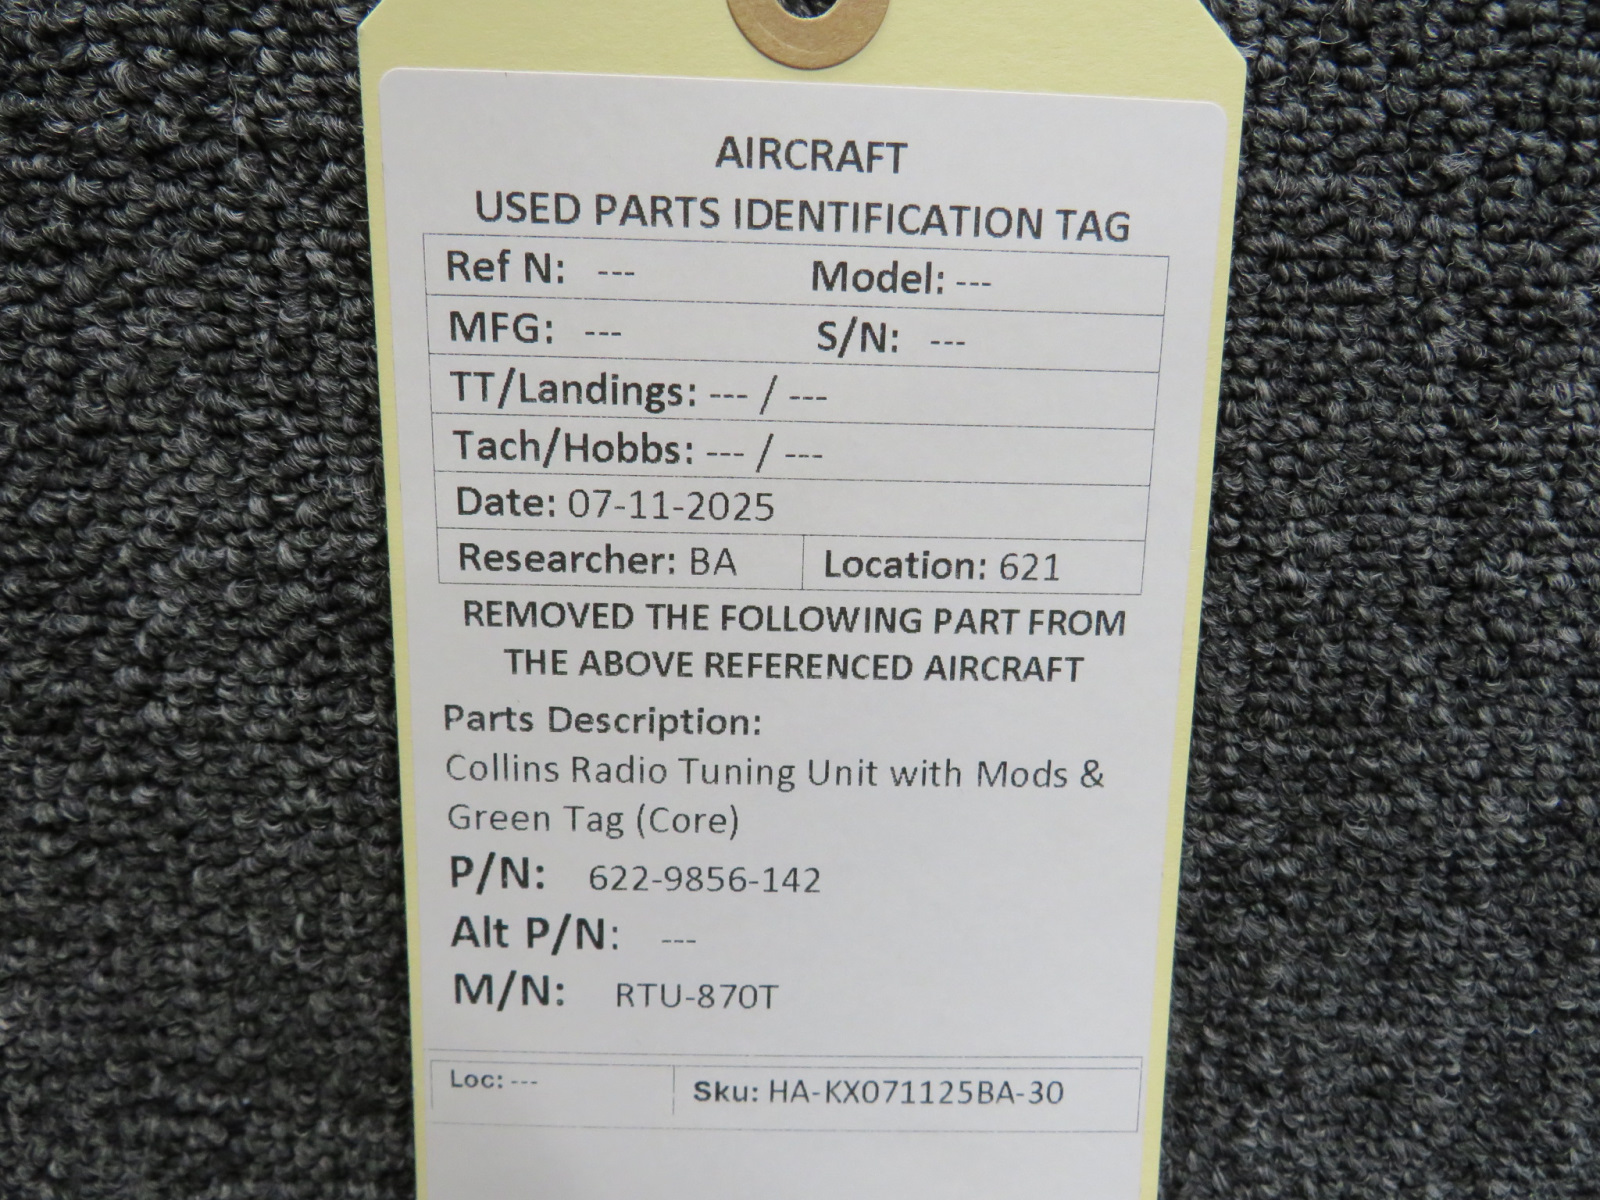 AIRCRAFT
USED PARTS IDENTIFICATION TAG
Ref N: --- Model: ---
MFG: --- S/N: ---
TT/Landings: --- / ---
Tach/Hobbs: --- / ---
Date: 07-11-2025
Researcher: BA Location: 621
REMOVED THE FOLLOWING PART FROM
THE ABOVE REFERENCED AIRCRAFT
Parts Description:
Collins Radio Tuning Unit with Mods &
Green Tag (Core)
P/N: 622-9856-142
Alt P/N: ---
M/N: RTU-870T
Loc: --- Sku: HA-KX071125BA-30